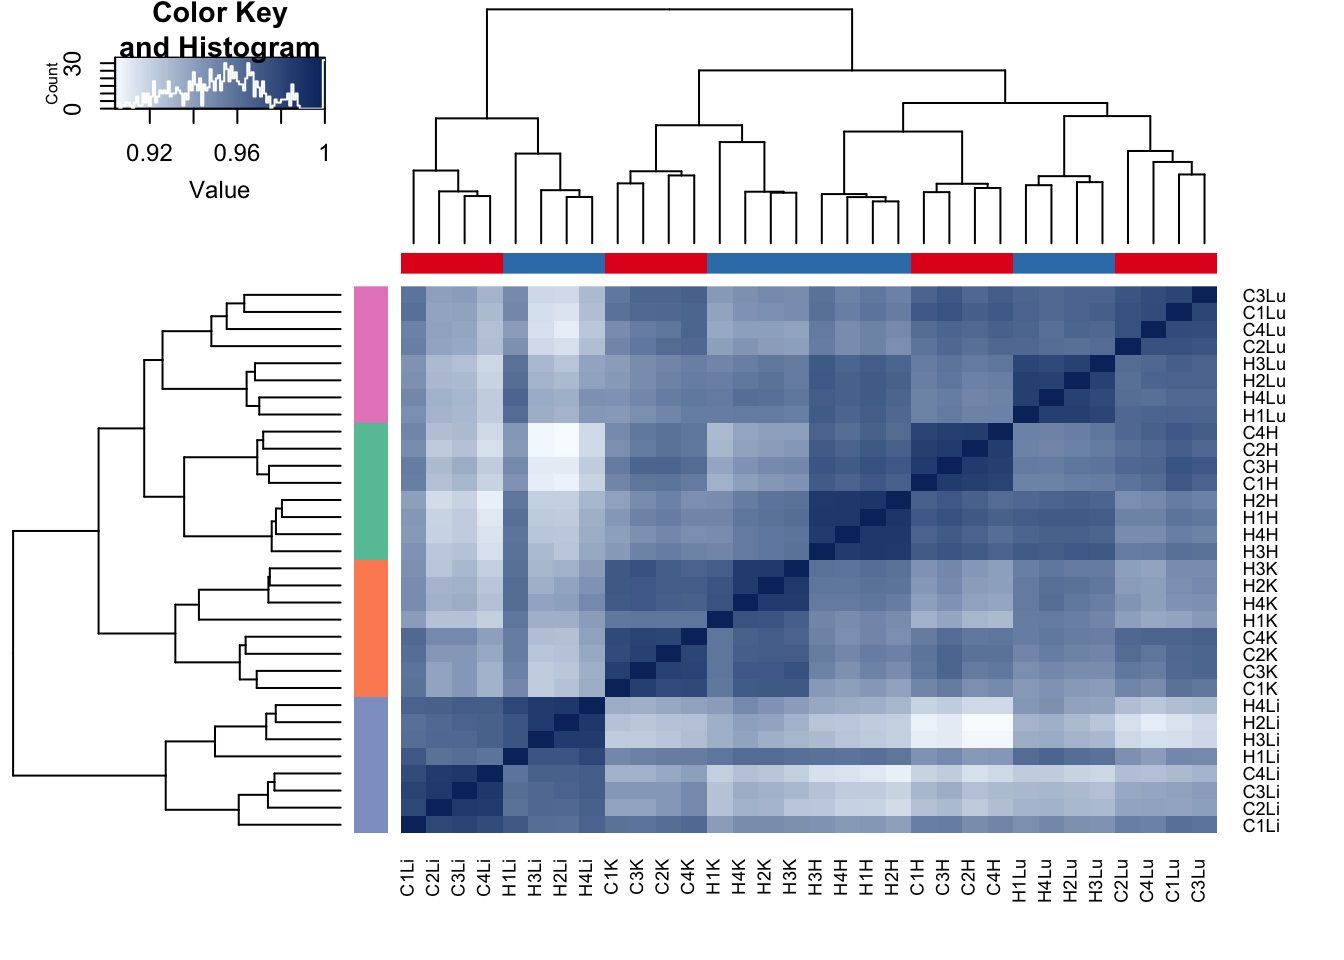 Color Key
and Histogram
Count
0 30
0.92 0.96 1
Value
C3Lu
C1Lu
C4Lu
C2Lu
H3Lu
H2Lu
H4Lu
H1Lu
C4H
C2H
C3H
C1H
H2H
H1H
H4H
H3H
H3K
H2K
H4K
H1K
C4K
C2K
C3K
C1K
H4Li
H2Li
H3Li
H1Li
C4Li
C3Li
C2Li
C1Li
C1Li C2Li C3Li C4Li H1Li H3Li H2Li H4Li C1K C3K C2K C4K H1K H4K H2K H3K H3H H4H H1H H2H C1H C3H C2H C4H H1Lu H4Lu H2Lu H3Lu C2Lu C4Lu C1Lu C3Lu